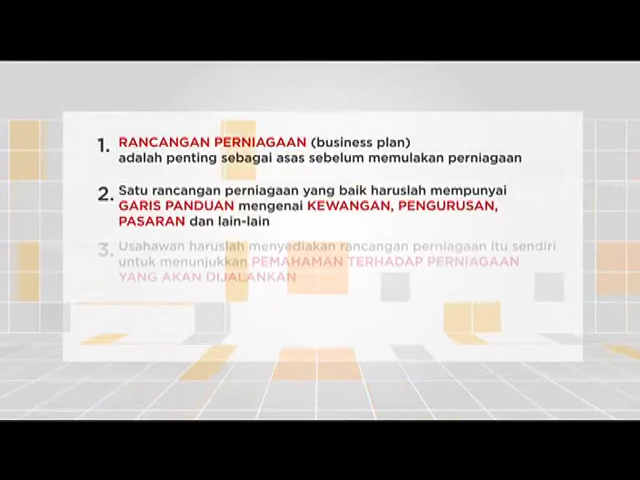 1. RANCANGAN PERNIAGAAN (business plan)
adalah penting sebagai asas sebelum memulakan perniagaan
2. Satu rancangan perniagaan yang baik haruslah mempunyai
GARIS PANDUAN mengenai KEWANGAN, PENGURUSAN,
PASARAN dan lain-lain
3. Usahawan haruslah menyediakan rancangan perniagaan itu sendiri
untuk menunjukkan PEMAHAMAN TERHADAP PERNIAGAAN
YANG AKAN DIJALANKAN